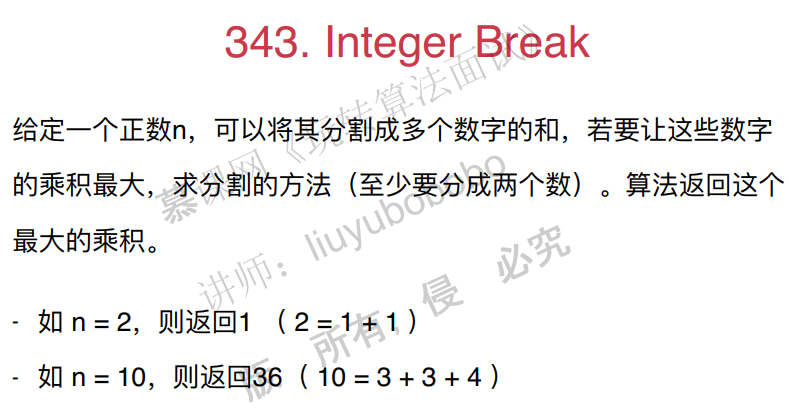 343. Integer Break
给定一个正数n，可以将其分割成多个数字的和，若要让这些数字
的乘积最大，求分割的方法（至少要分成两个数）。算法返回这个
最大的乘积。
- 如 n = 2，则返回1 （ 2 = 1 + 1 ）
- 如 n = 10，则返回36（ 10 = 3 + 3 + 4 ）
慕课网《玩转算法面试》
讲师：liuyubobobo
版 所有，侵 必究